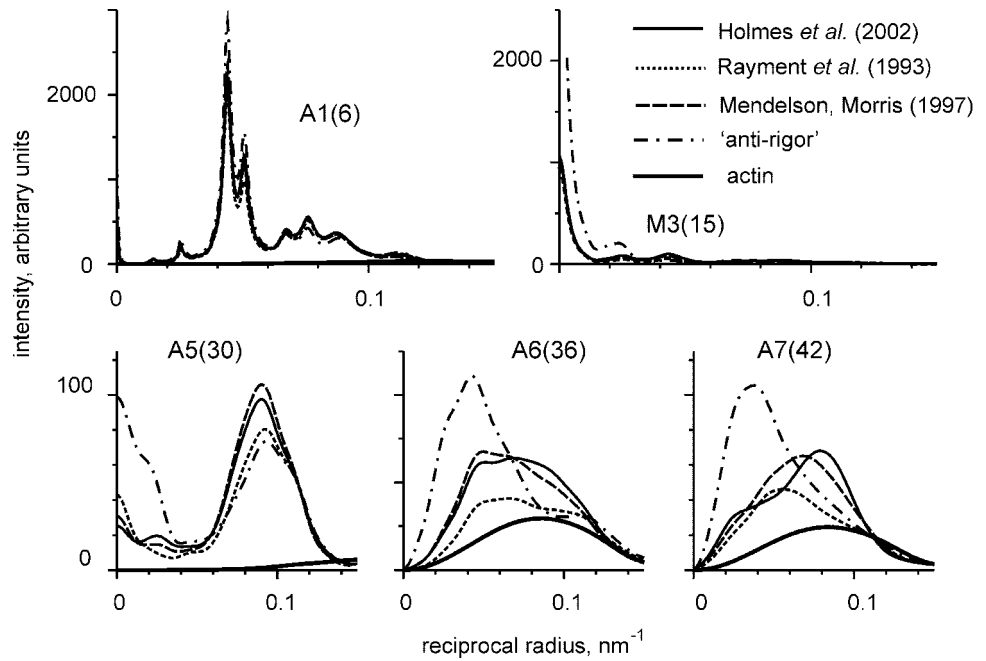 intensity, arbitrary units
2000
0
0
0.1
A1(6)
2000
0
0
0.1
M3(15)
Holmes et al. (2002)
Rayment et al. (1993)
Mendelson, Morris (1997)
'anti-rigor'
actin
A5(30)
100
0
0
0.1
A6(36)
0
0.1
A7(42)
0
0.1
reciprocal radius, nm⁻¹